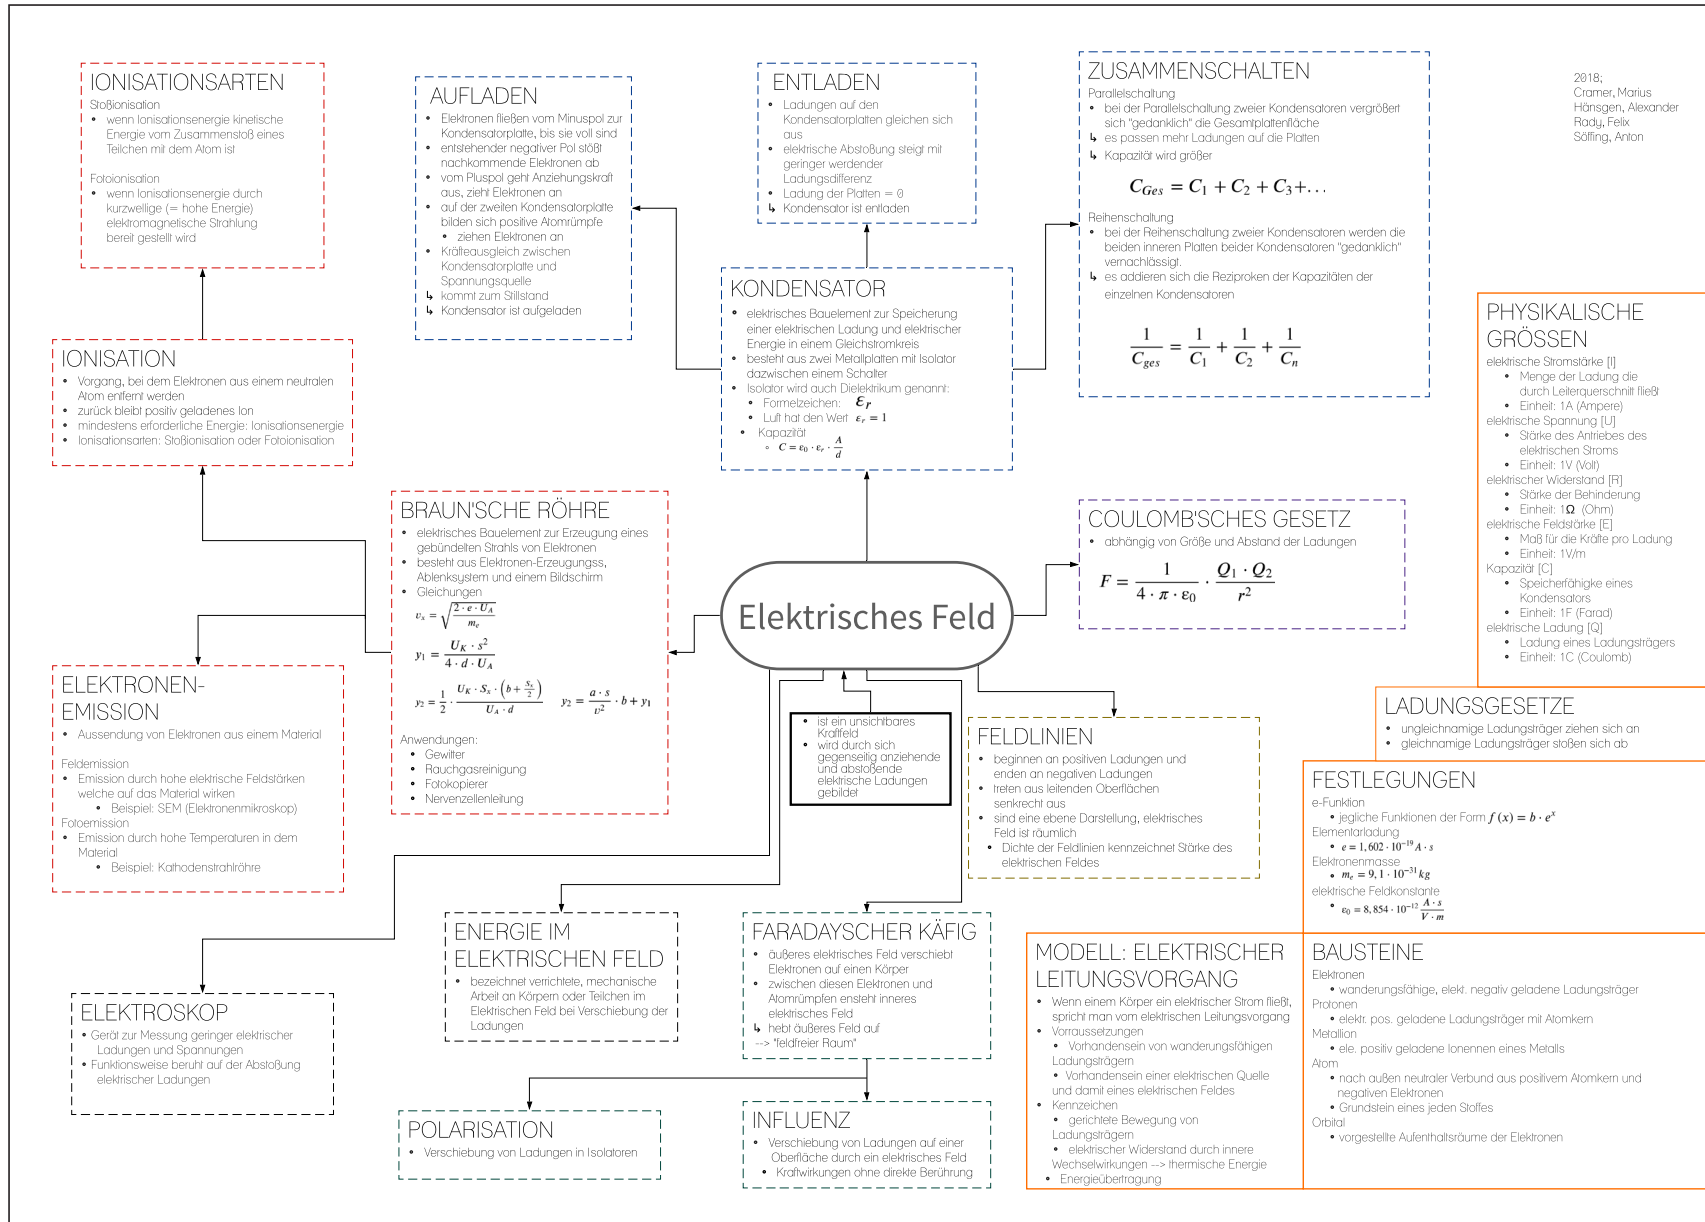 IONISATIONSARTEN
Stoßionisation
• wenn Ionisationsenergie kinetische
Energie vom Zusammenstoß eines
Teilchen mit dem Atom ist
Fotoionisation
• wenn Ionisationsenergie durch
kurzwellige (= hohe Energie)
elektromagnetische Strahlung
bereit gestellt wird
AUFLADEN
• Elektronen fließen vom Minuspol zur
Kondensatorplatte, bis sie voll sind
• entstehender negativer Pol stößt
nachkommende Elektronen ab
• vom Pluspol geht Anziehungskraft
aus, zieht Elektronen an
• auf der zweiten Kondensatorplatte
bilden sich positive Atomrümpfe
• ziehen Elektronen an
• Kräfteausgleich zwischen
Kondensatorplatte und
Spannungsquelle
↳ kommt zum Stillstand
↳ Kondensator ist aufgeladen
ENTLADEN
• Ladungen auf den
Kondensatorplatten gleichen sich
aus
• elektrische Abstoßung steigt mit
geringer werdender
Ladungsdifferenz
• Ladung der Platten = 0
↳ Kondensator ist entladen
ZUSAMMENSCHALTEN
Parallelschaltung
• bei der Parallelschaltung zweier Kondensatoren vergrößert
sich "gedanklich" die Gesamtplattenfläche
↳ es passen mehr Ladungen auf die Platten
↳ Kapazität wird größer
C_Ges = C_1 + C_2 + C_3 + ...
Reihenschaltung
• bei der Reihenschaltung zweier Kondensatoren werden die
beiden inneren Platten beider Kondensatoren "gedanklich"
vernachlässigt.
↳ es addieren sich die Reziproken der Kapazitäten der
einzelnen Kondensatoren
1/C_ges = 1/C_1 + 1/C_2 + 1/C_n
2018;
Cramer, Marius
Hänsgen, Alexander
Rady, Felix
Söffing, Anton
IONISATION
• Vorgang, bei dem Elektronen aus einem neutralen
Atom entfernt werden
• zurück bleibt positiv geladenes Ion
• mindestens erforderliche Energie: Ionisationsenergie
• Ionisationsarten: Stoßionisation oder Fotoionisation
KONDENSATOR
• elektrisches Bauelement zur Speicherung
einer elektrischen Ladung und elektrischer
Energie in einem Gleichstromkreis
• besteht aus zwei Metallplatten mit Isolator
dazwischen einem Schalter
• Isolator wird auch Dielektrikum genannt:
• Formelzeichen: ε_r
• Luft hat den Wert ε_r = 1
• Kapazität
◦ C = ε_0 · ε_r · A/d
PHYSIKALISCHE
GRÖSSEN
elektrische Stromstärke [I]
• Menge der Ladung die
durch Leiterquerschnitt fließt
• Einheit: 1A (Ampere)
elektrische Spannung [U]
• Stärke des Antriebes des
elektrischen Stroms
• Einheit: 1V (Volt)
elektrischer Widerstand [R]
• Stärke der Behinderung
• Einheit: 1Ω (Ohm)
elektrische Feldstärke [E]
• Maß für die Kräfte pro Ladung
• Einheit: 1V/m
Kapazität [C]
• Speicherfähigke eines
Kondensators
• Einheit: 1F (Farad)
elektrische Ladung [Q]
• Ladung eines Ladungsträgers
• Einheit: 1C (Coulomb)
BRAUN'SCHE RÖHRE
• elektrisches Bauelement zur Erzeugung eines
gebündelten Strahls von Elektronen
• besteht aus Elektronen-Erzeugungss,
Ablenksystem und einem Bildschirm
• Gleichungen
v_x = √(2 · e · U_A / m_e)
y_1 = U_K · s^2 / (4 · d · U_A)
y_2 = 1/2 · U_K · S_x · (b + S_x/2) / (U_A · d) y_2 = a · s / v^2 · b + y_1
Anwendungen:
• Gewitter
• Rauchgasreinigung
• Fotokopierer
• Nervenzellenleitung
COULOMB'SCHES GESETZ
• abhängig von Größe und Abstand der Ladungen
F = 1/(4 · π · ε_0) · Q_1 · Q_2 / r^2
Elektrisches Feld
ELEKTRONEN-
EMISSION
• Aussendung von Elektronen aus einem Material
Feldemission
• Emission durch hohe elektrische Feldstärken
welche auf das Material wirken
• Beispiel: SEM (Elektronenmikroskop)
Fotoemission
• Emission durch hohe Temperaturen in dem
Material
• Beispiel: Kathodenstrahlröhre
• ist ein unsichtbares
Kraftfeld
• wird durch sich
gegenseitig anziehende
und abstoßende
elektrische Ladungen
gebildet
FELDLINIEN
• beginnen an positiven Ladungen und
enden an negativen Ladungen
• treten aus leitenden Oberflächen
senkrecht aus
• sind eine ebene Darstellung, elektrisches
Feld ist räumlich
• Dichte der Feldlinien kennzeichnet Stärke des
elektrischen Feldes
LADUNGSGESETZE
• ungleichnamige Ladungsträger ziehen sich an
• gleichnamige Ladungsträger stoßen sich ab
FESTLEGUNGEN
e-Funktion
• jegliche Funktionen der Form f(x) = b · e^x
Elementarladung
• e = 1,602 · 10^-19 A · s
Elektronenmasse
• m_e = 9,1 · 10^-31 kg
elektrische Feldkonstante
• ε_0 = 8,854 · 10^-12 A · s / V · m
ENERGIE IM
ELEKTRISCHEN FELD
• bezeichnet verrichtete, mechanische
Arbeit an Körpern oder Teilchen im
Elektrischen Feld bei Verschiebung der
Ladungen
FARADAYSCHER KÄFIG
• äußeres elektrisches Feld verschiebt
Elektronen auf einen Körper
• zwischen diesen Elektronen und
Atomrümpfen ensteht inneres
elektrisches Feld
↳ hebt äußeres Feld auf
--> "feldfreier Raum"
MODELL: ELEKTRISCHER
LEITUNGSVORGANG
• Wenn einem Körper ein elektrischer Strom fließt,
spricht man vom elektrischen Leitungsvorgang
• Vorraussetzungen
• Vorhandensein von wanderungsfähigen
Ladungsträgern
• Vorhandensein einer elektrischen Quelle
und damit eines elektrischen Feldes
• Kennzeichen
• gerichtete Bewegung von
Ladungsträgern
• elektrischer Widerstand durch innere
Wechselwirkungen --> thermische Energie
• Energieübertragung
BAUSTEINE
Elektronen
• wanderungsfähige, elekt. negativ geladene Ladungsträger
Protonen
• elektr. pos. geladene Ladungsträger mit Atomkern
Metallion
• ele. positiv geladene Ionennen eines Metalls
Atom
• nach außen neutraler Verbund aus positivem Atomkern und
negativen Elektronen
• Grundstein eines jeden Stoffes
Orbital
• vorgestellte Aufenthaltsräume der Elektronen
ELEKTROSKOP
• Gerät zur Messung geringer elektrischer
Ladungen und Spannungen
• Funktionsweise beruht auf der Abstoßung
elektrischer Ladungen
POLARISATION
• Verschiebung von Ladungen in Isolatoren
INFLUENZ
• Verschiebung von Ladungen auf einer
Oberfläche durch ein elektrisches Feld
• Kraftwirkungen ohne direkte Berührung